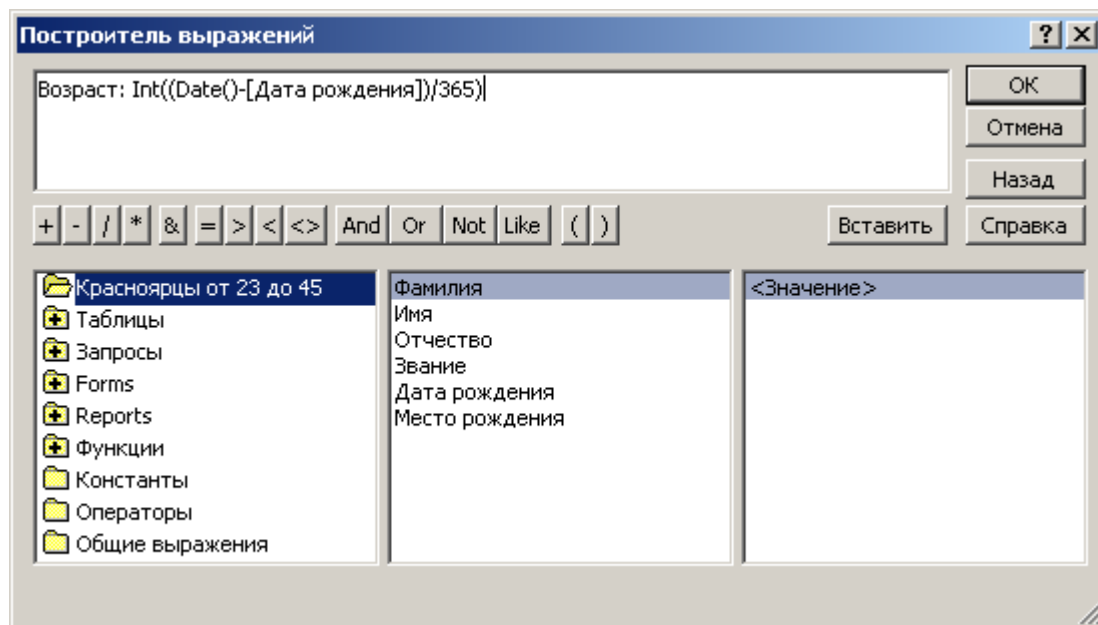 Построитель выражений
Возраст: Int((Date()-[Дата рождения])/365)
ОК
Отмена
Назад
+ - / * & = > < <> And Or Not Like ( ) Вставить Справка
Красноярцы от 23 до 45
Таблицы
Запросы
Forms
Reports
Функции
Константы
Операторы
Общие выражения
Фамилия
Имя
Отчество
Звание
Дата рождения
Место рождения
<Значение>